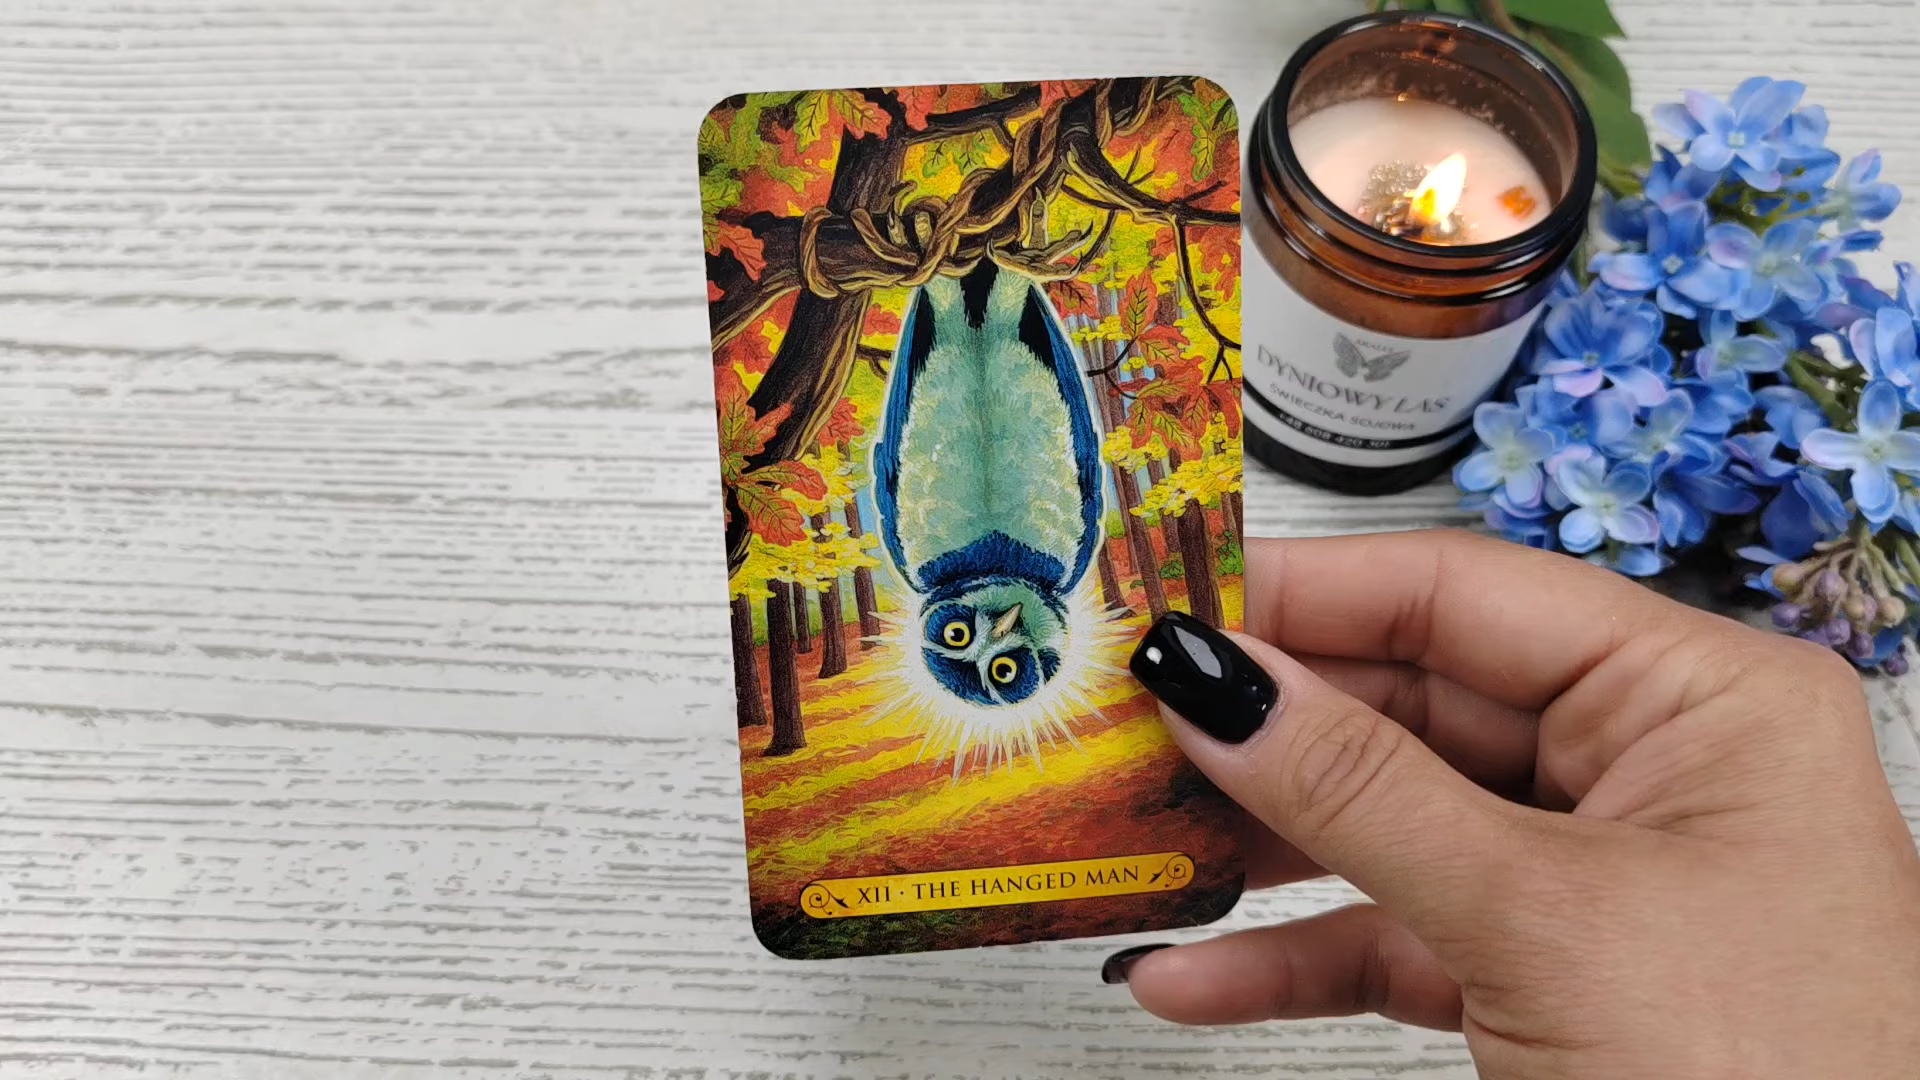 XII · THE HANGED MAN
DYNIOWY LAS
ŚWIECZKA SOJOWA